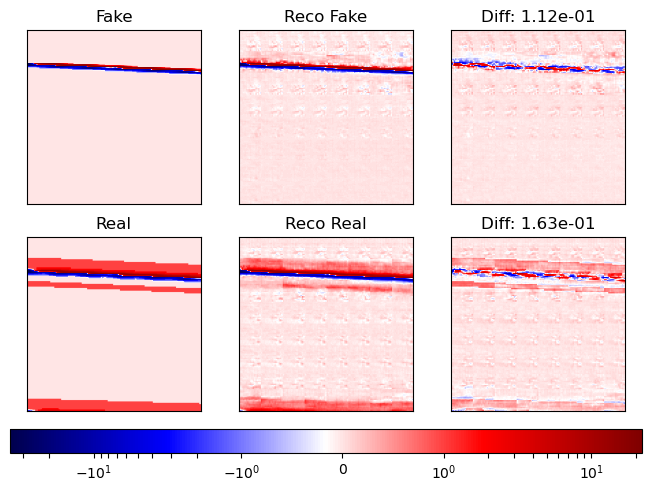 Fake Reco Fake Diff: 1.12e-01
Real Reco Real Diff: 1.63e-01
−10¹ −10⁰ 0 10⁰ 10¹